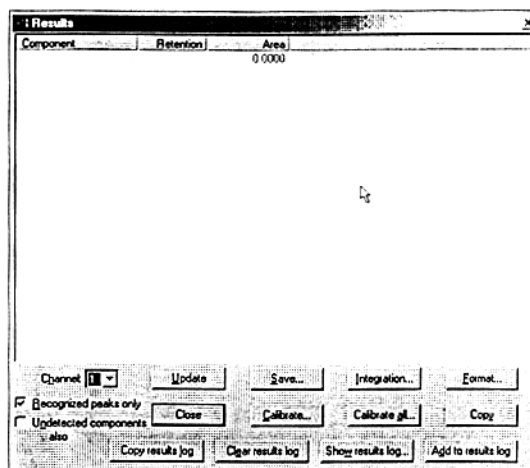 Results
Component Retention Area
0.0000
Channel 1 Update Save... Integration... Format...
Recognized peaks only
Close Calibrate... Calibrate all... Copy
Undetected components
also
Copy results log Clear results log Show results log... Add to results log